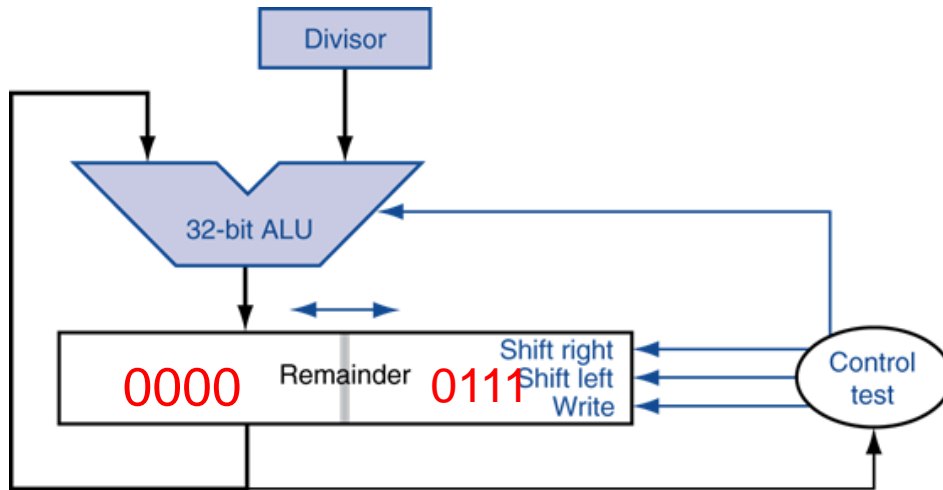 Divisor
32-bit ALU
0000
Remainder
0111
Shift right
Shift left
Write
Control
test